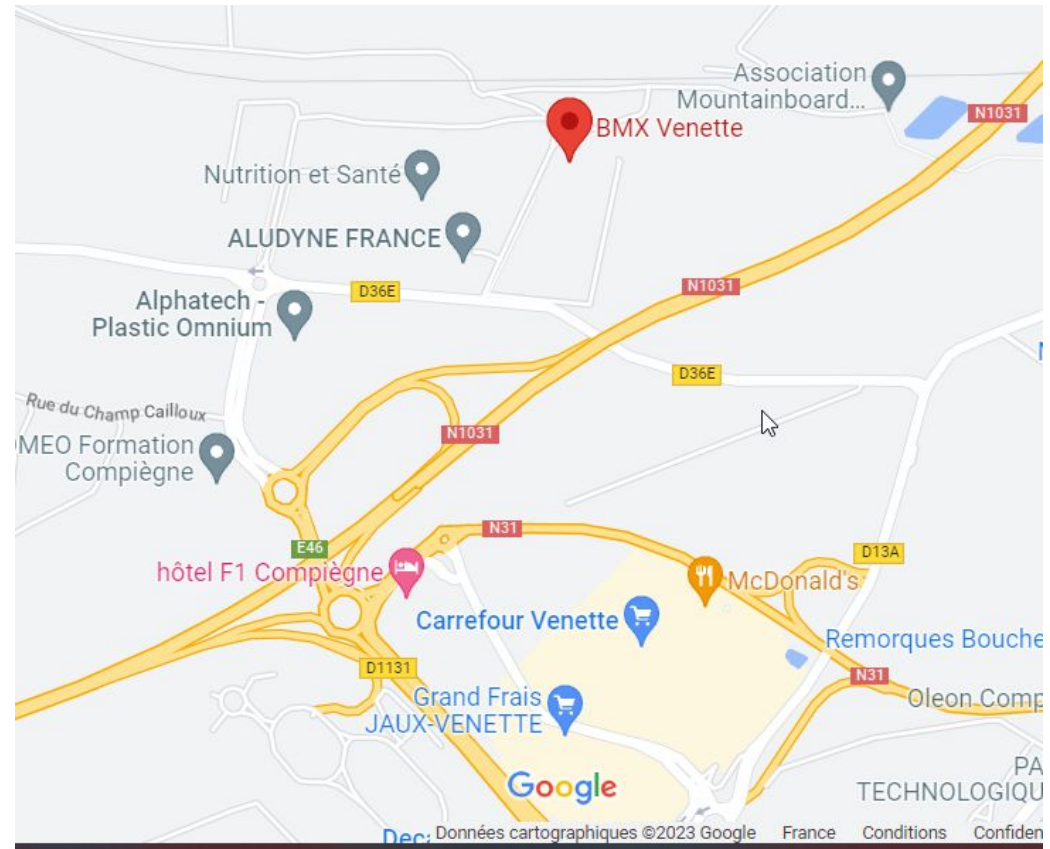 Association
Mountainboard...
N1031
BMX Venette
Nutrition et Santé
ALUDYNE FRANCE
N1031
D36E
Alphatech -
Plastic Omnium
D36E
Rue du Champ Cailloux
N1031
MEO Formation
Compiègne
N31
E46
D13A
hôtel F1 Compiègne
McDonald's
Carrefour Venette
Remorques Bouche
D1131
N31
Grand Frais
JAUX-VENETTE
Oleon Comp
PA
TECHNOLOGIQU
Google
Deca
Données cartographiques ©2023 Google France Conditions Confiden